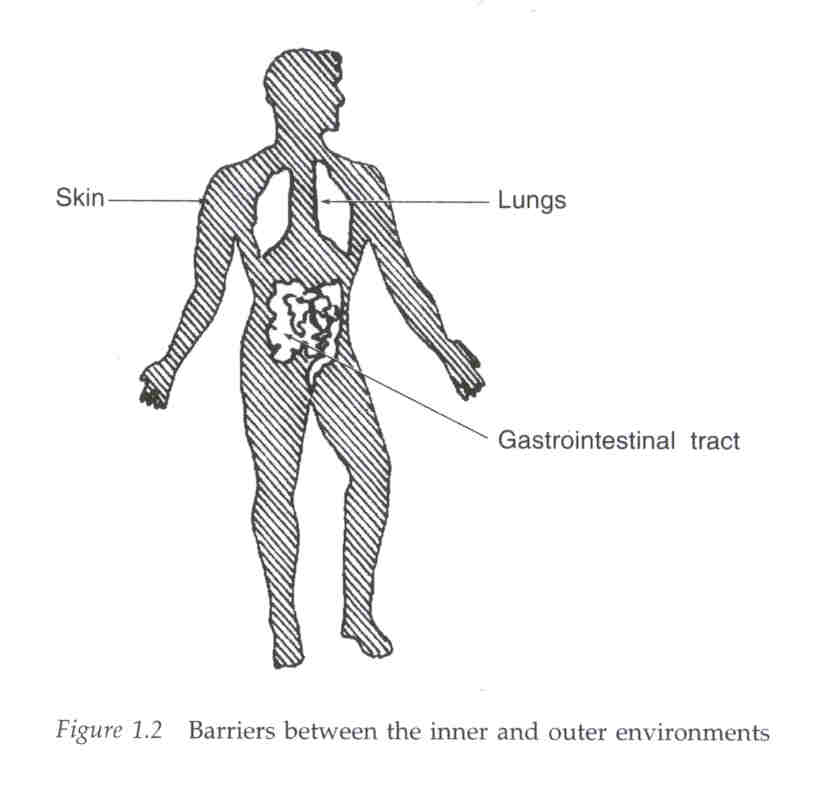 Skin
Lungs
Gastrointestinal tract
Figure 1.2 Barriers between the inner and outer environments